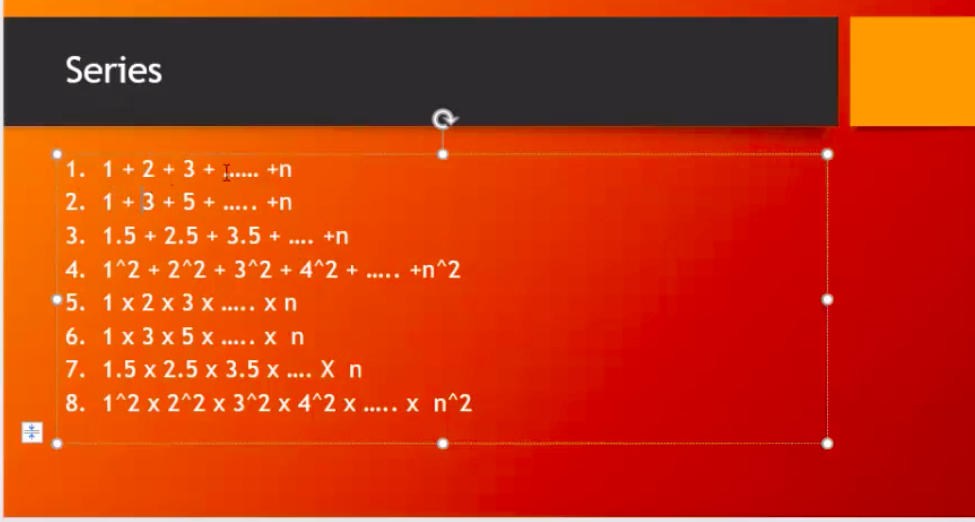 Series
1. 1 + 2 + 3 + ...... +n
2. 1 + 3 + 5 + ..... +n
3. 1.5 + 2.5 + 3.5 + .... +n
4. 1^2 + 2^2 + 3^2 + 4^2 + ..... +n^2
5. 1 x 2 x 3 x ..... x n
6. 1 x 3 x 5 x ..... x n
7. 1.5 x 2.5 x 3.5 x .... X n
8. 1^2 x 2^2 x 3^2 x 4^2 x ..... x n^2